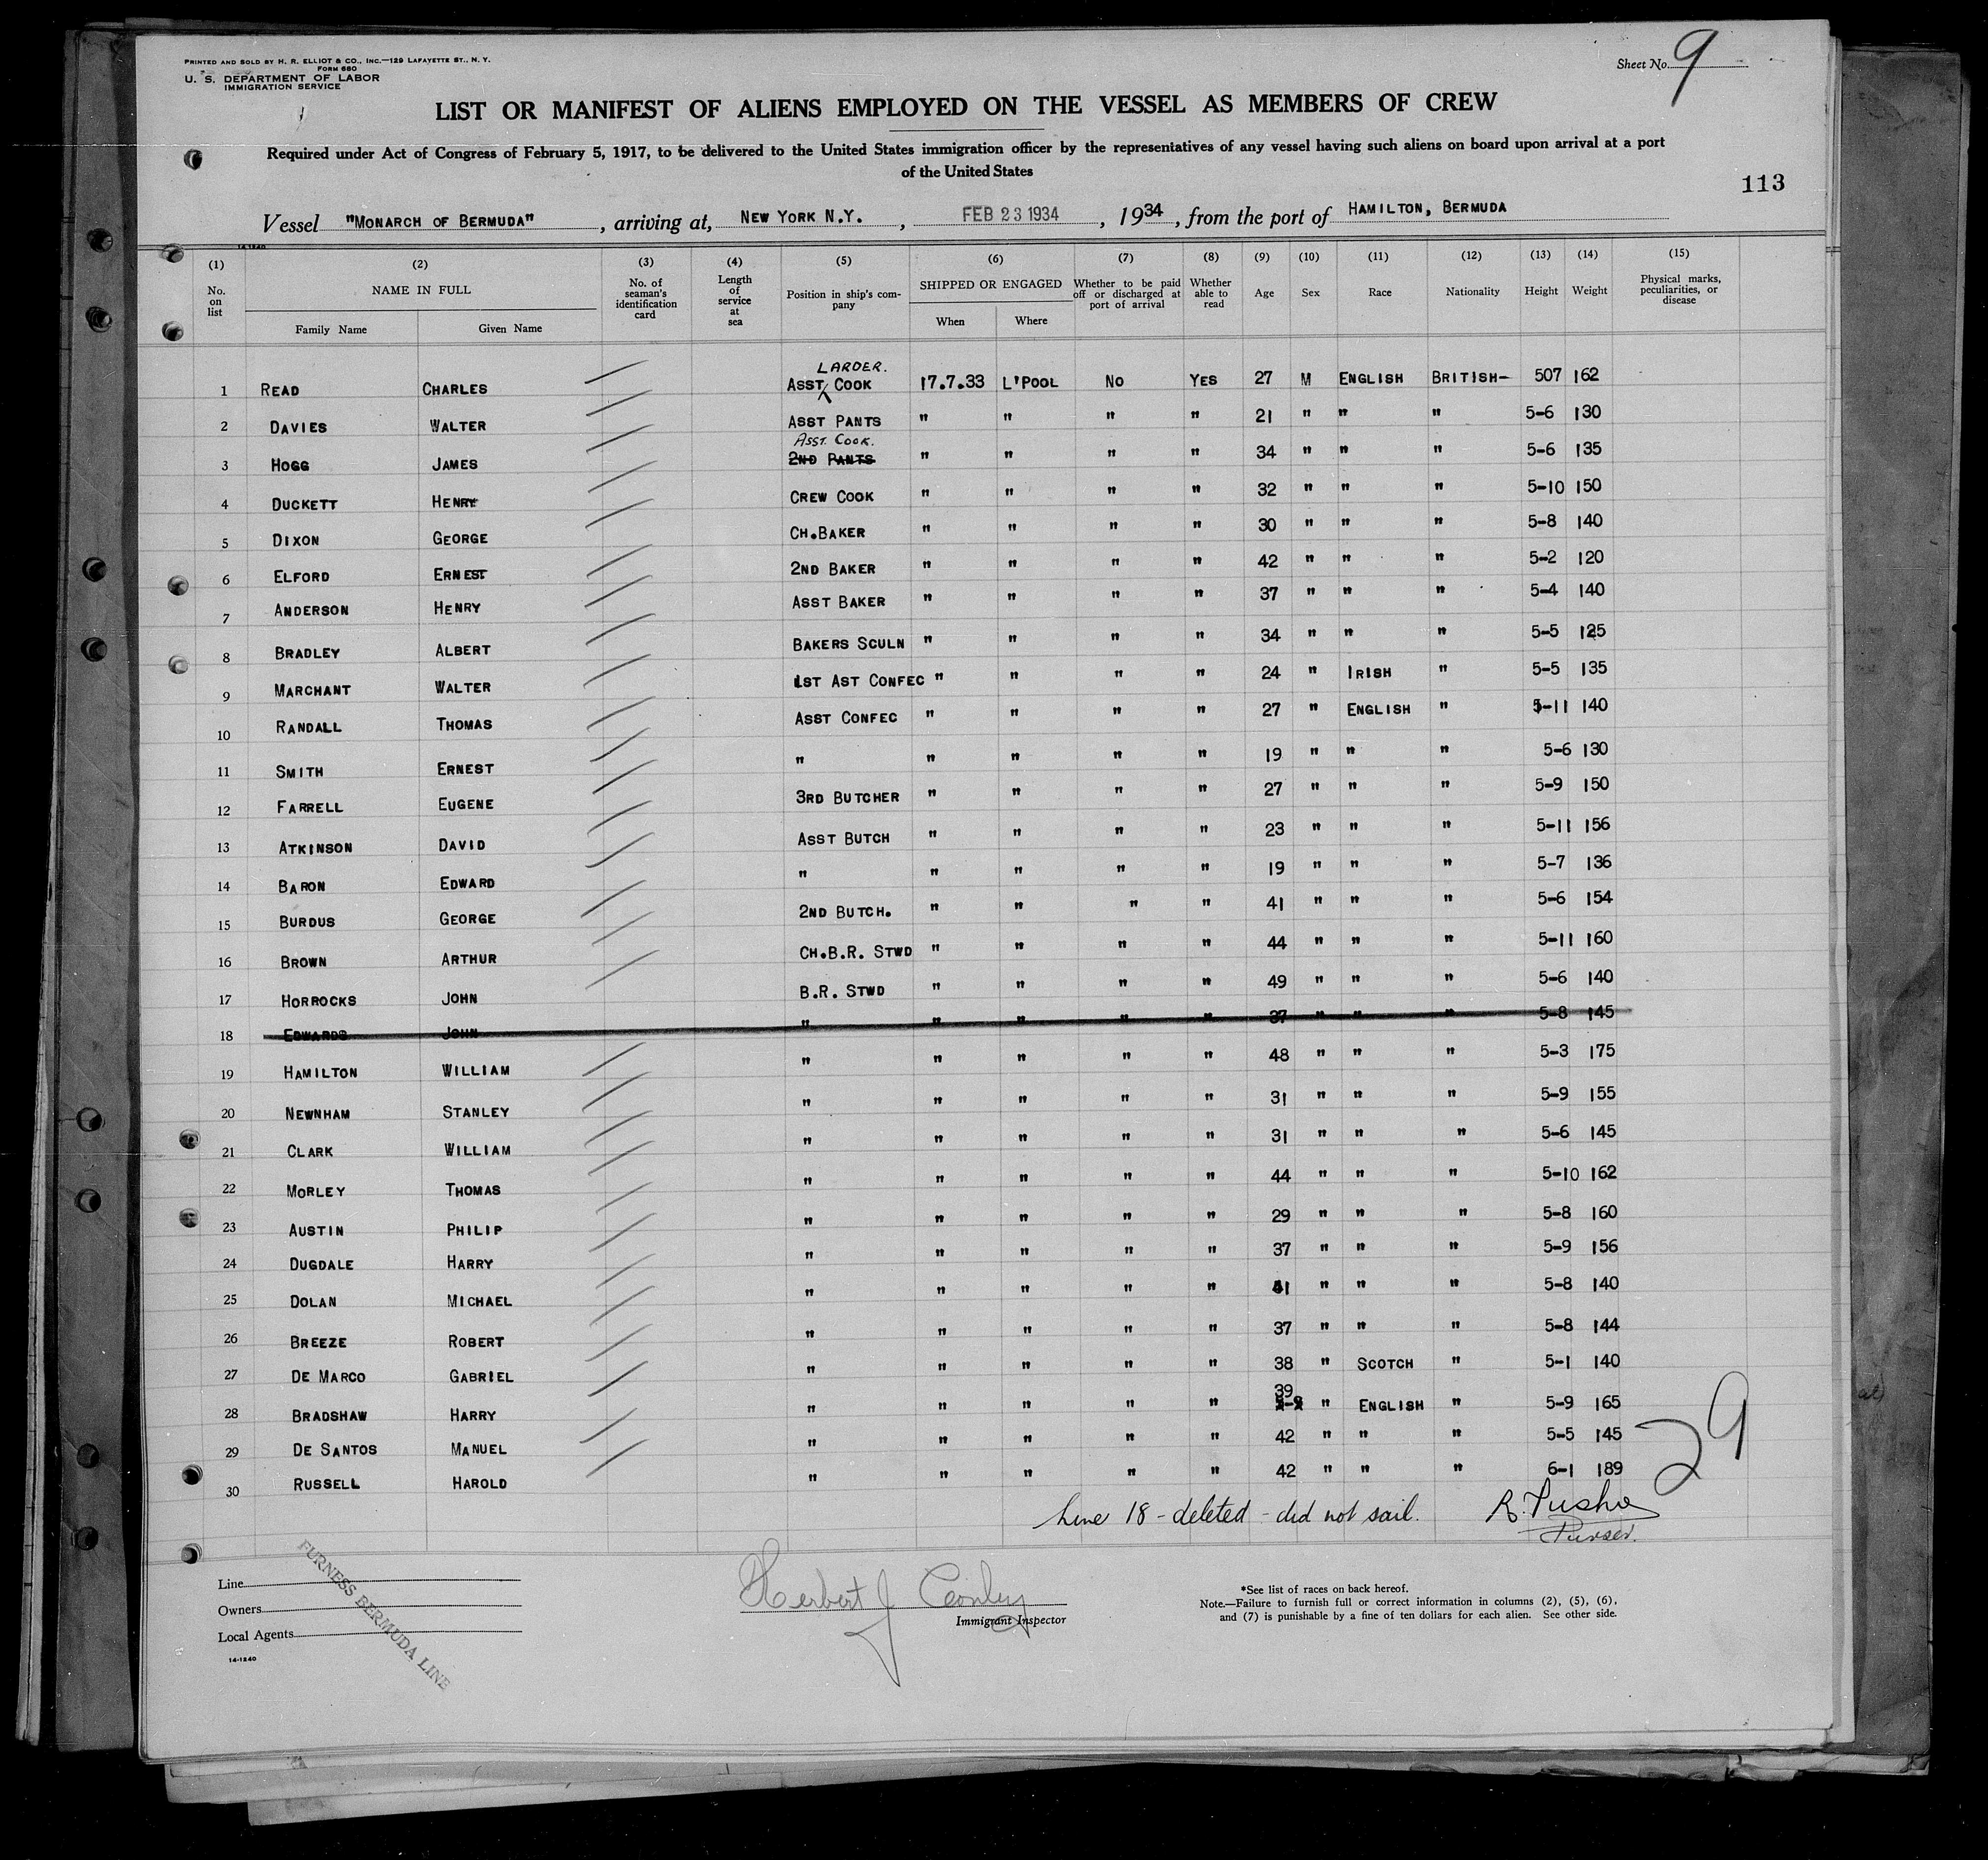 PRINTED AND SOLD BY H. R. ELLIOT & CO., INC.—129 LAFAYETTE ST., N. Y.
FORM 660
U. S. DEPARTMENT OF LABOR
IMMIGRATION SERVICE
Sheet No. 9
LIST OR MANIFEST OF ALIENS EMPLOYED ON THE VESSEL AS MEMBERS OF CREW
Required under Act of Congress of February 5, 1917, to be delivered to the United States immigration officer by the representatives of any vessel having such aliens on board upon arrival at a port
of the United States
113
Vessel "MONARCH OF BERMUDA", arriving at, NEW YORK N.Y., FEB 23 1934, 1934, from the port of HAMILTON, BERMUDA
14-1240
(1) (2) (3) (4) (5) (6) (7) (8) (9) (10) (11) (12) (13) (14) (15)
No. on list NAME IN FULL Family Name Given Name No. of seaman's identification card Length of service at sea Position in ship's company SHIPPED OR ENGAGED When Where Whether to be paid off or discharged at port of arrival Whether able to read Age Sex Race Nationality Height Weight Physical marks, peculiarities, or disease
LARDER.
1 READ CHARLES ASST COOK 17.7.33 L'POOL NO YES 27 M ENGLISH BRITISH- 507 162
2 DAVIES WALTER ASST PANTS " " " " 21 " " " 5-6 130
ASST. COOK.
3 HOGG JAMES 2ND PANTS " " " " 34 " " " 5-6 135
4 DUCKETT HENRY CREW COOK " " " " 32 " " " 5-10 150
5 DIXON GEORGE CH.BAKER " " " " 30 " " " 5-8 140
6 ELFORD ERNEST 2ND BAKER " " " " 42 " " " 5-2 120
7 ANDERSON HENRY ASST BAKER " " " " 37 " " " 5-4 140
8 BRADLEY ALBERT BAKERS SCULN " " " " 34 " " " 5-5 125
9 MARCHANT WALTER 1ST AST CONFEC " " " " 24 " IRISH " 5-5 135
10 RANDALL THOMAS ASST CONFEC " " " " 27 " ENGLISH " 5-11 140
11 SMITH ERNEST " " " " " 19 " " " 5-6 130
12 FARRELL EUGENE 3RD BUTCHER " " " " 27 " " " 5-9 150
13 ATKINSON DAVID ASST BUTCH " " " " 23 " " " 5-11 156
14 BARON EDWARD " " " " " 19 " " " 5-7 136
15 BURDUS GEORGE 2ND BUTCH. " " " " 41 " " " 5-6 154
16 BROWN ARTHUR CH.B.R. STWD " " " " 44 " " " 5-11 160
17 HORROCKS JOHN B.R. STWD " " " " 49 " " " 5-6 140
18 EDWARDS JOHN " " " " " 37 " " " 5-8 145
19 HAMILTON WILLIAM " " " " " 48 " " " 5-3 175
20 NEWNHAM STANLEY " " " " " 31 " " " 5-9 155
21 CLARK WILLIAM " " " " " 31 " " " 5-6 145
22 MORLEY THOMAS " " " " " 44 " " " 5-10 162
23 AUSTIN PHILIP " " " " " 29 " " " 5-8 160
24 DUGDALE HARRY " " " " " 37 " " " 5-9 156
25 DOLAN MICHAEL " " " " " 41 " " " 5-8 140
26 BREEZE ROBERT " " " " " 37 " " " 5-8 144
27 DE MARCO GABRIEL " " " " " 38 " SCOTCH " 5-1 140
28 BRADSHAW HARRY " " " " " 39 " ENGLISH " 5-9 165
29 DE SANTOS MANUEL " " " " " 42 " " " 5-5 145
30 RUSSELL HAROLD " " " " " 42 " " " 6-1 189
29
Line 18 - deleted - did not sail.
Purser.
Line
Owners
Local Agents
14-1240
FURNESS BERMUDA LINE
Herbert J Conley
Immigrant Inspector
*See list of races on back hereof.
Note.—Failure to furnish full or correct information in columns (2), (5), (6),
and (7) is punishable by a fine of ten dollars for each alien. See other side.